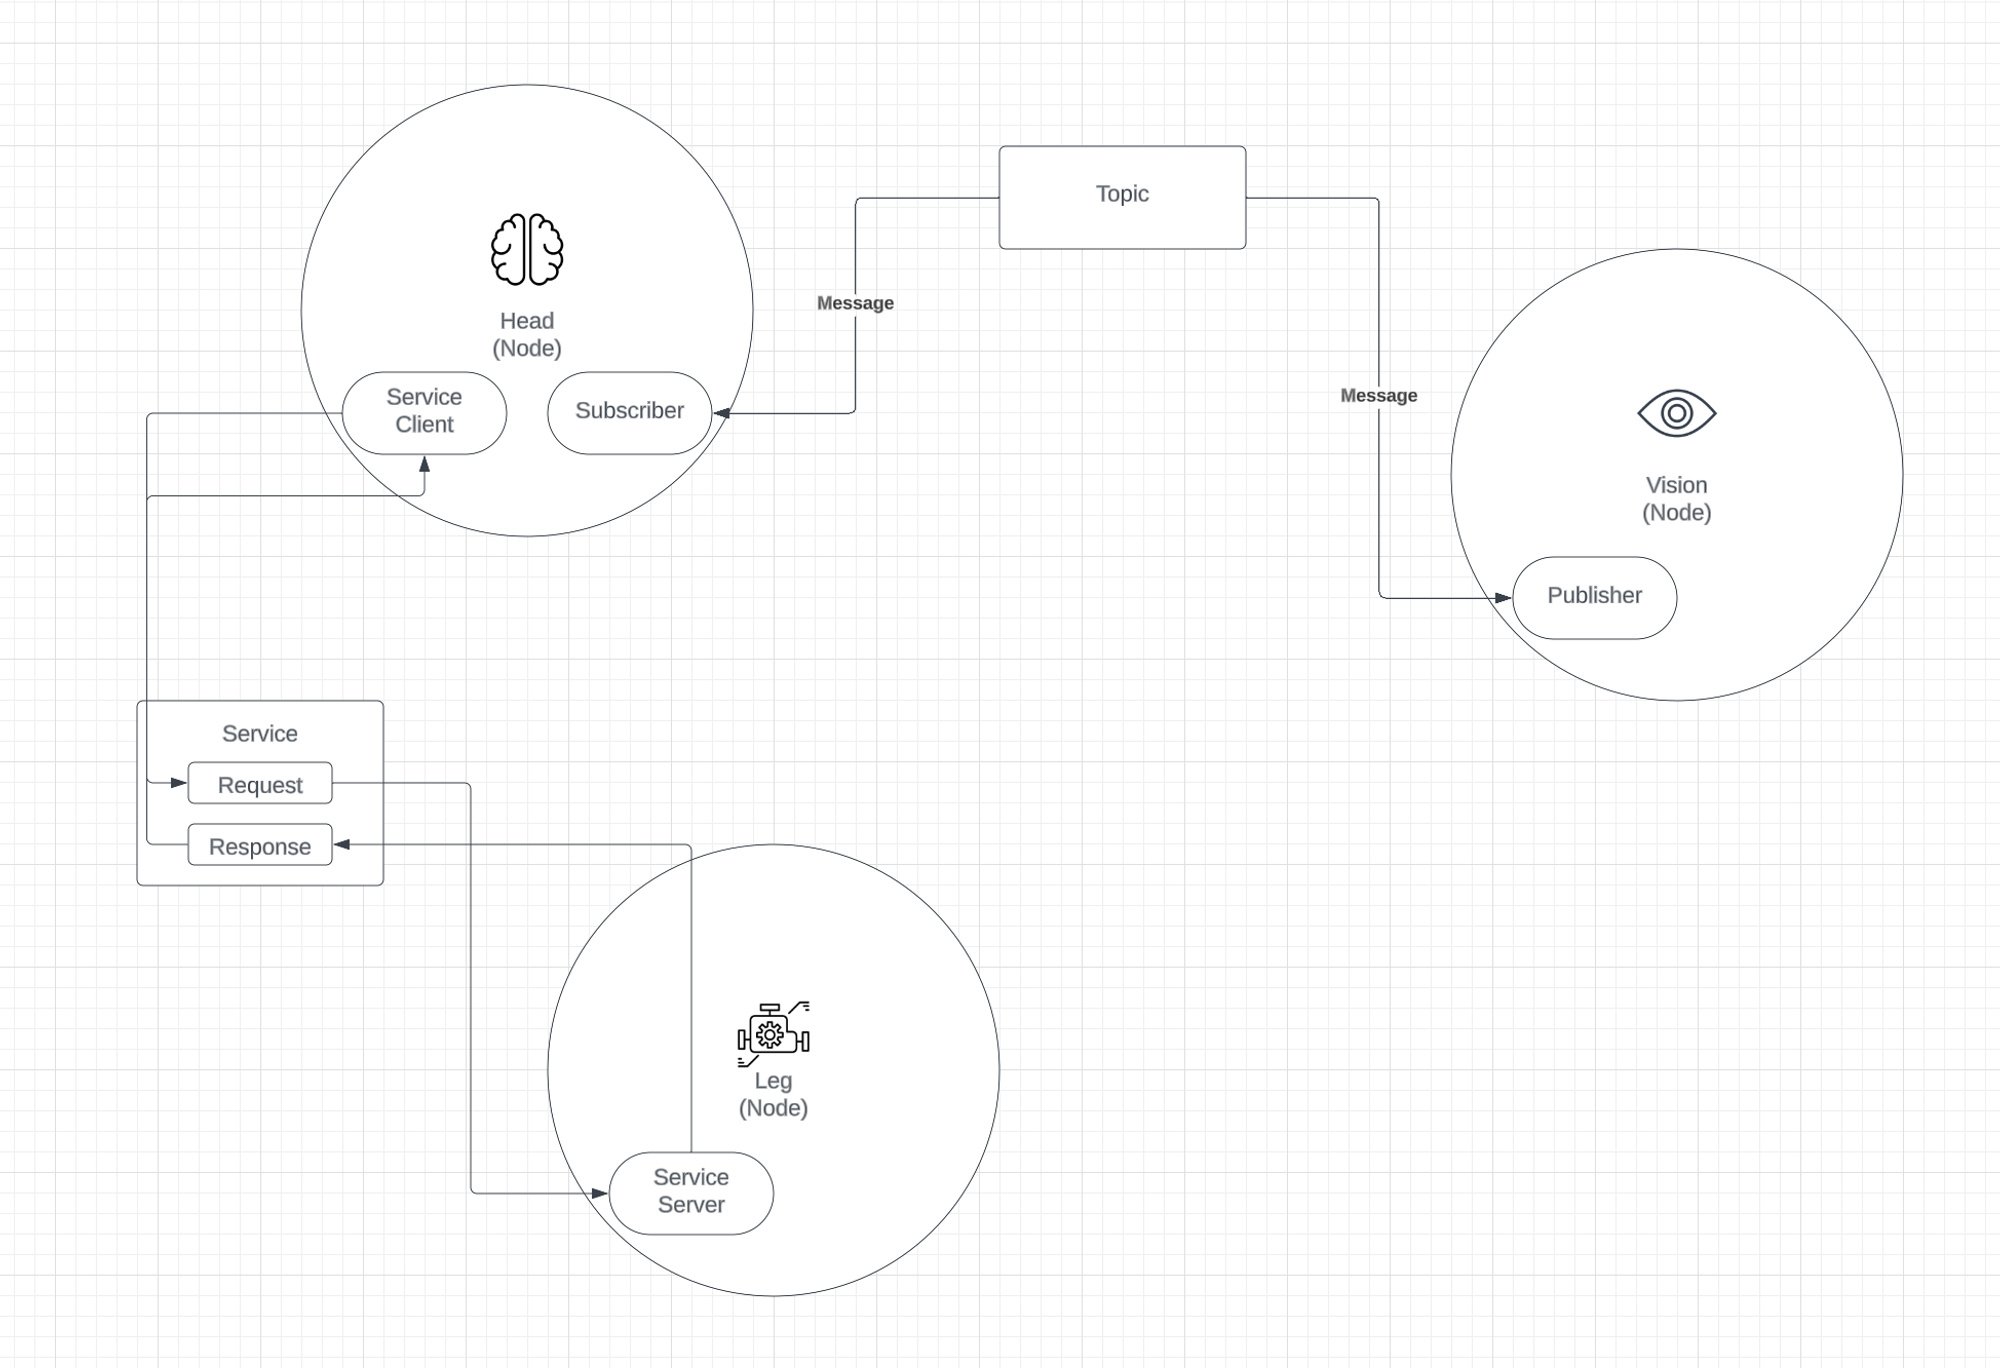 Head
(Node)
Service
Client
Subscriber
Message
Topic
Message
Vision
(Node)
Publisher
Service
Request
Response
Leg
(Node)
Service
Server